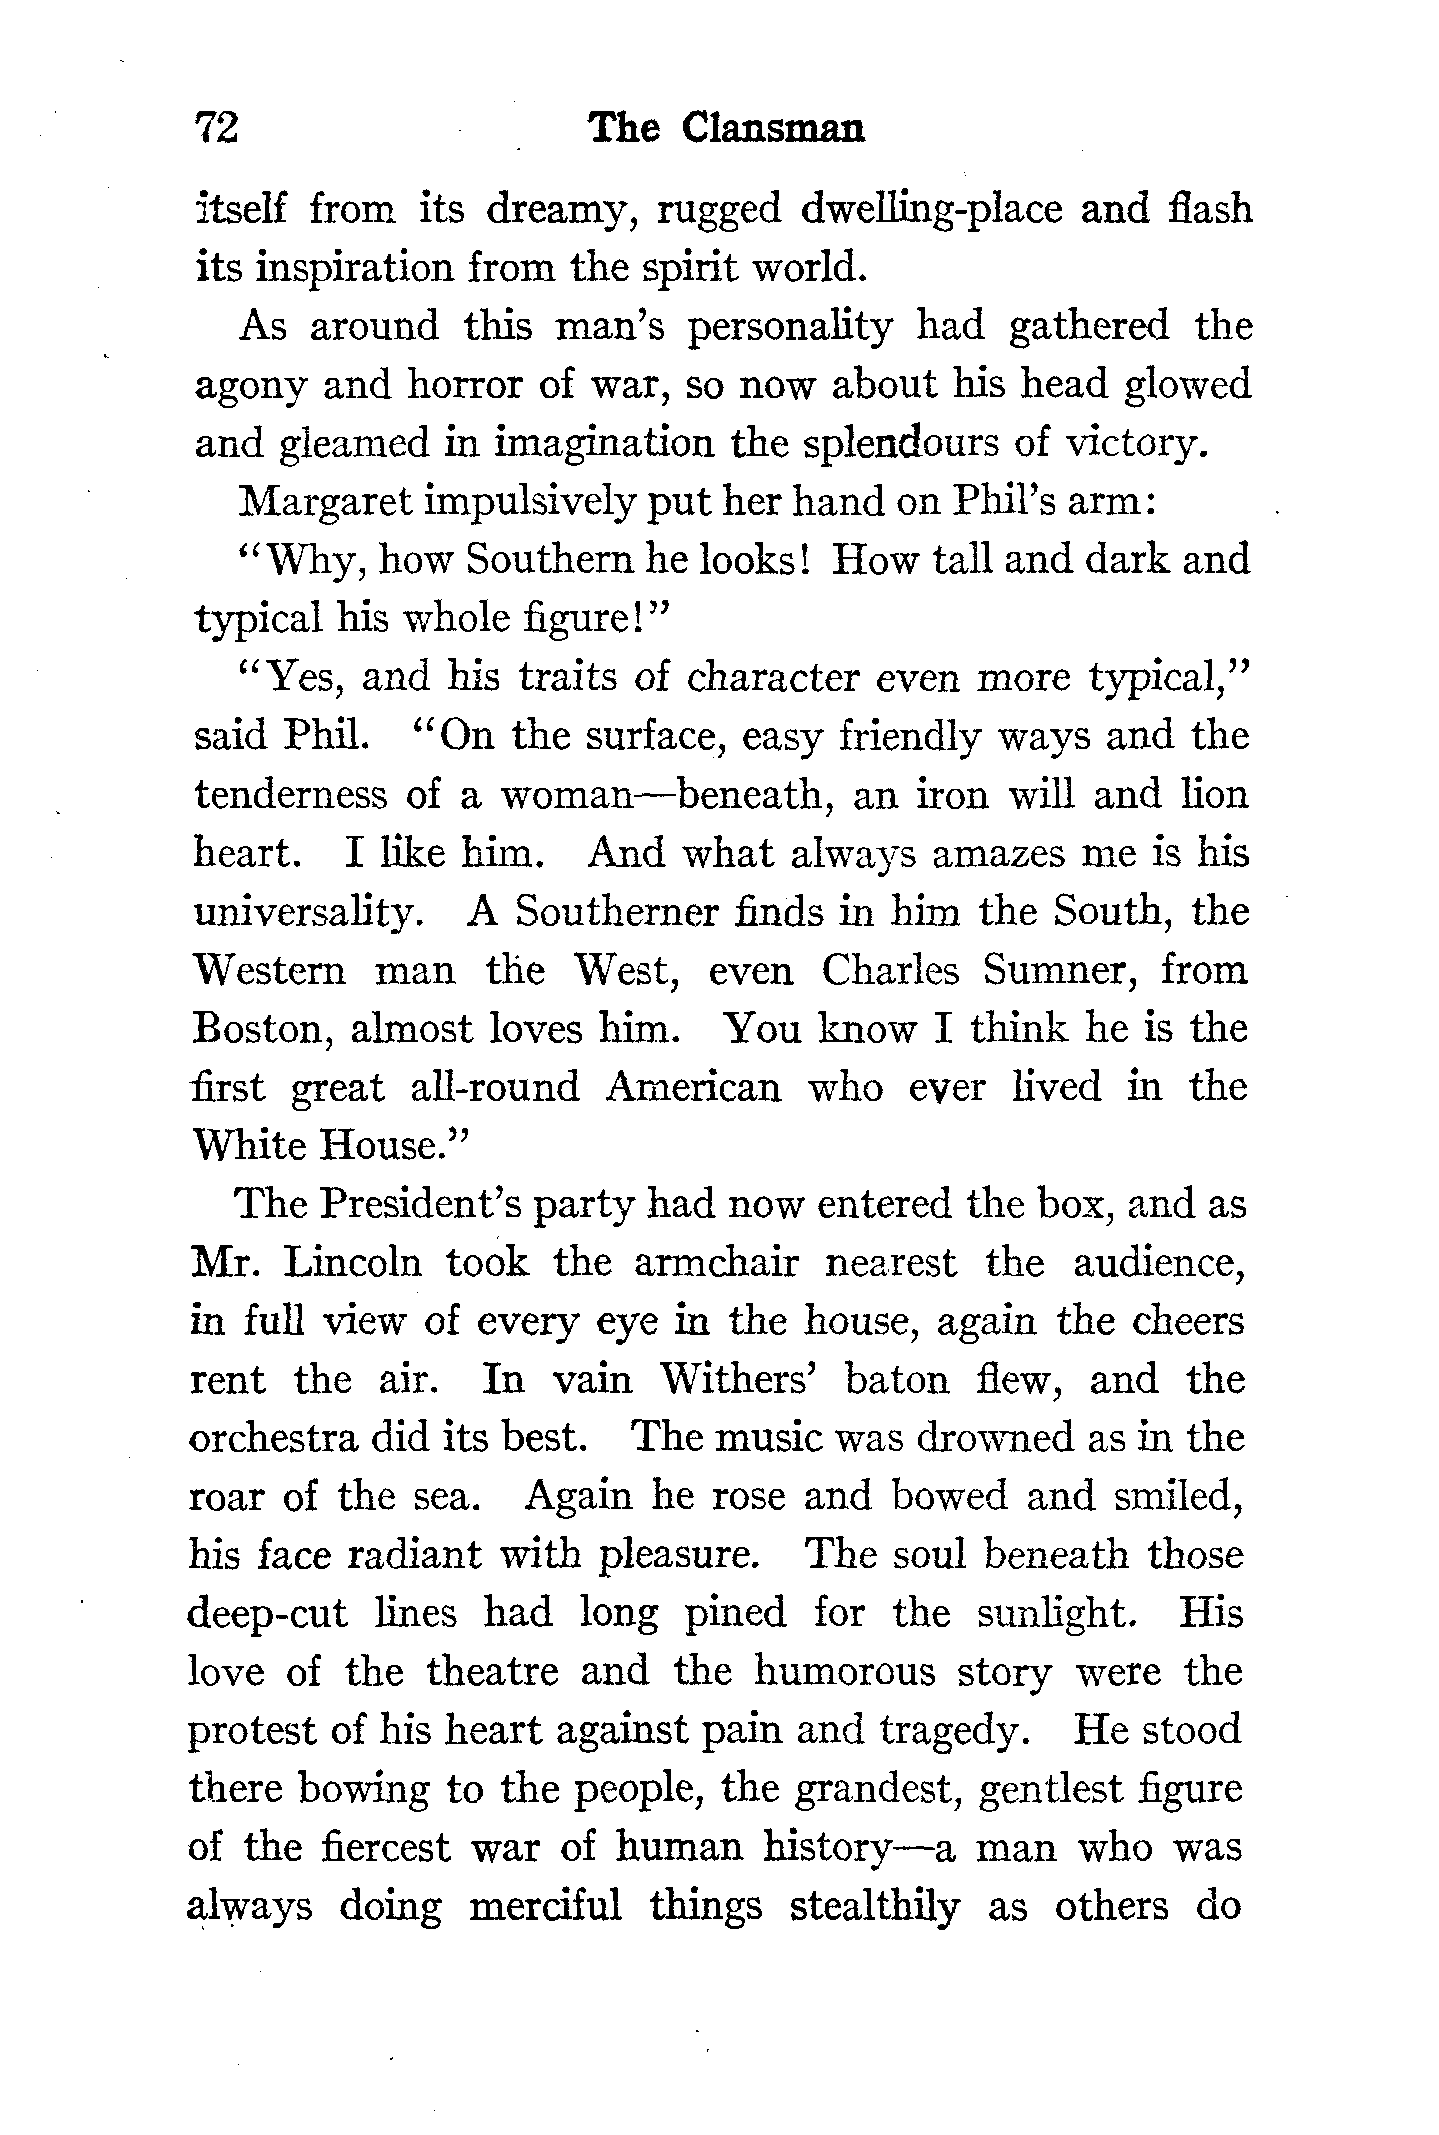 72 The Clansman
itself from its dreamy, rugged dwelling-place and flash
its inspiration from the spirit world.
As around this man's personality had gathered the
agony and horror of war, so now about his head glowed
and gleamed in imagination the splendours of victory.
Margaret impulsively put her hand on Phil's arm:
"Why, how Southern he looks! How tall and dark and
typical his whole figure!"
"Yes, and his traits of character even more typical,"
said Phil. "On the surface, easy friendly ways and the
tenderness of a woman—beneath, an iron will and lion
heart. I like him. And what always amazes me is his
universality. A Southerner finds in him the South, the
Western man the West, even Charles Sumner, from
Boston, almost loves him. You know I think he is the
first great all-round American who ever lived in the
White House."
The President's party had now entered the box, and as
Mr. Lincoln took the armchair nearest the audience,
in full view of every eye in the house, again the cheers
rent the air. In vain Withers' baton flew, and the
orchestra did its best. The music was drowned as in the
roar of the sea. Again he rose and bowed and smiled,
his face radiant with pleasure. The soul beneath those
deep-cut lines had long pined for the sunlight. His
love of the theatre and the humorous story were the
protest of his heart against pain and tragedy. He stood
there bowing to the people, the grandest, gentlest figure
of the fiercest war of human history—a man who was
always doing merciful things stealthily as others do